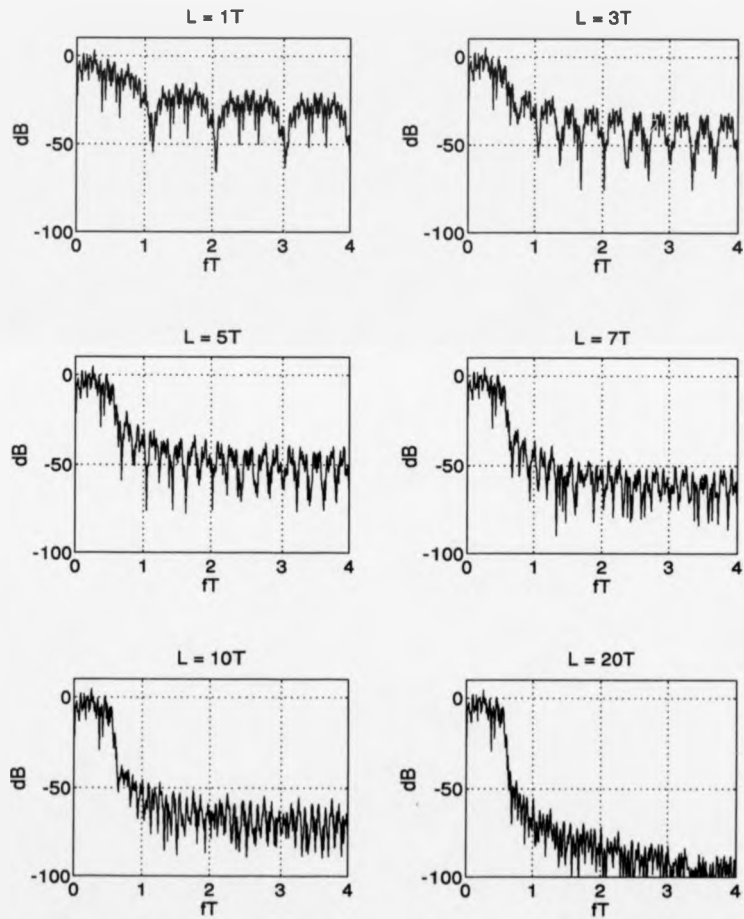 L = 1T
0
-50
-100
dB
0 1 2 3 4
fT
L = 3T
0
-50
-100
dB
0 1 2 3 4
fT
L = 5T
0
-50
-100
dB
0 1 2 3 4
fT
L = 7T
0
-50
-100
dB
0 1 2 3 4
fT
L = 10T
0
-50
-100
dB
0 1 2 3 4
fT
L = 20T
0
-50
-100
dB
0 1 2 3 4
fT